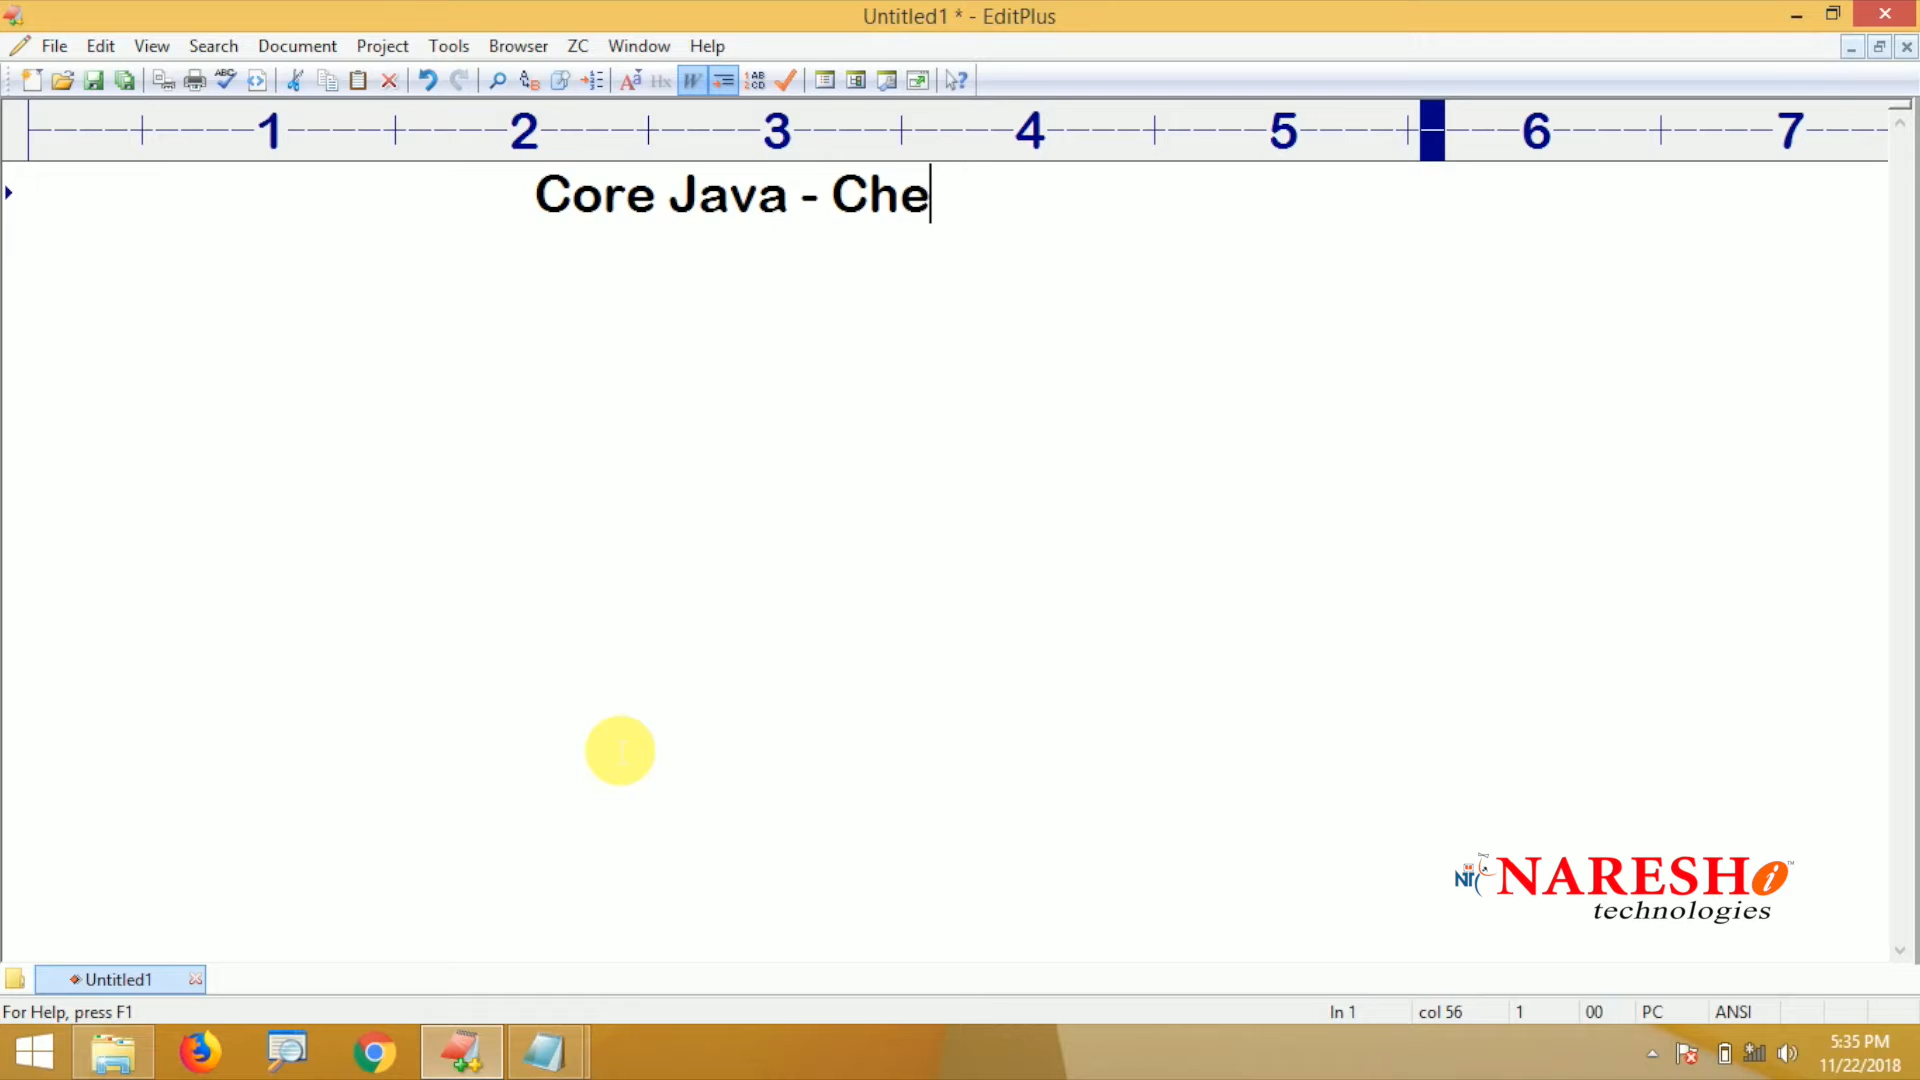 Untitled1 * - EditPlus
File Edit View Search Document Project Tools Browser ZC Window Help
1 2 3 4 5 6 7
Core Java - Che
NARESH i
technologies
Untitled1
For Help, press F1 ln 1 col 56 1 00 PC ANSI
5:35 PM
11/22/2018